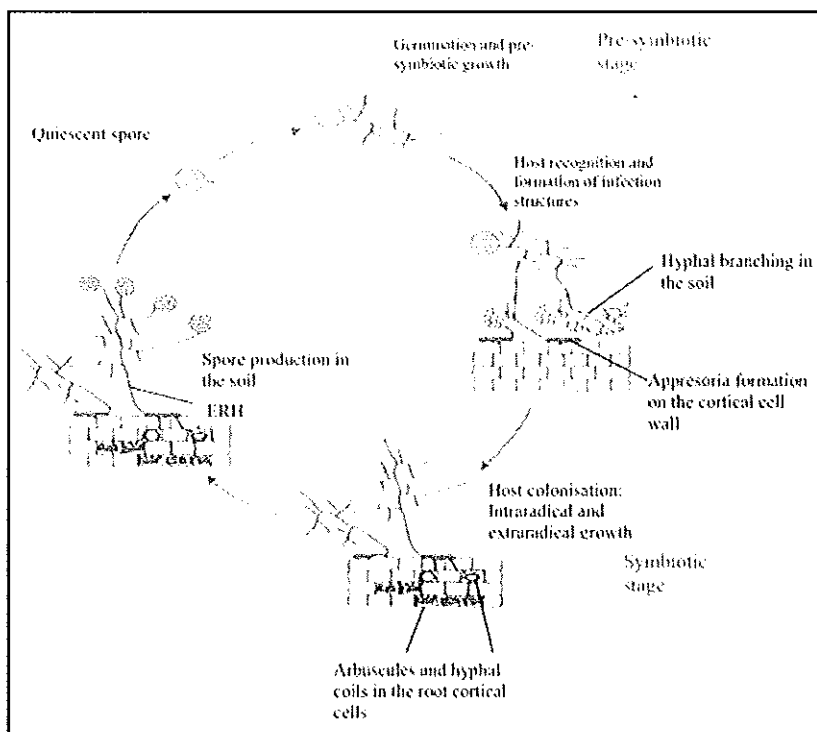 Germination and pre-
symbiotic growth
Pre-symbiotic
stage
Quiescent spore
Host recognition and
formation of infection
structures
Hyphal branching in
the soil
Spore production in
the soil
ERH
Appresoria formation
on the cortical cell
wall
Host colonisation:
Intraradical and
extraradical growth
Symbiotic
stage
Arbuscules and hyphal
coils in the root cortical
cells